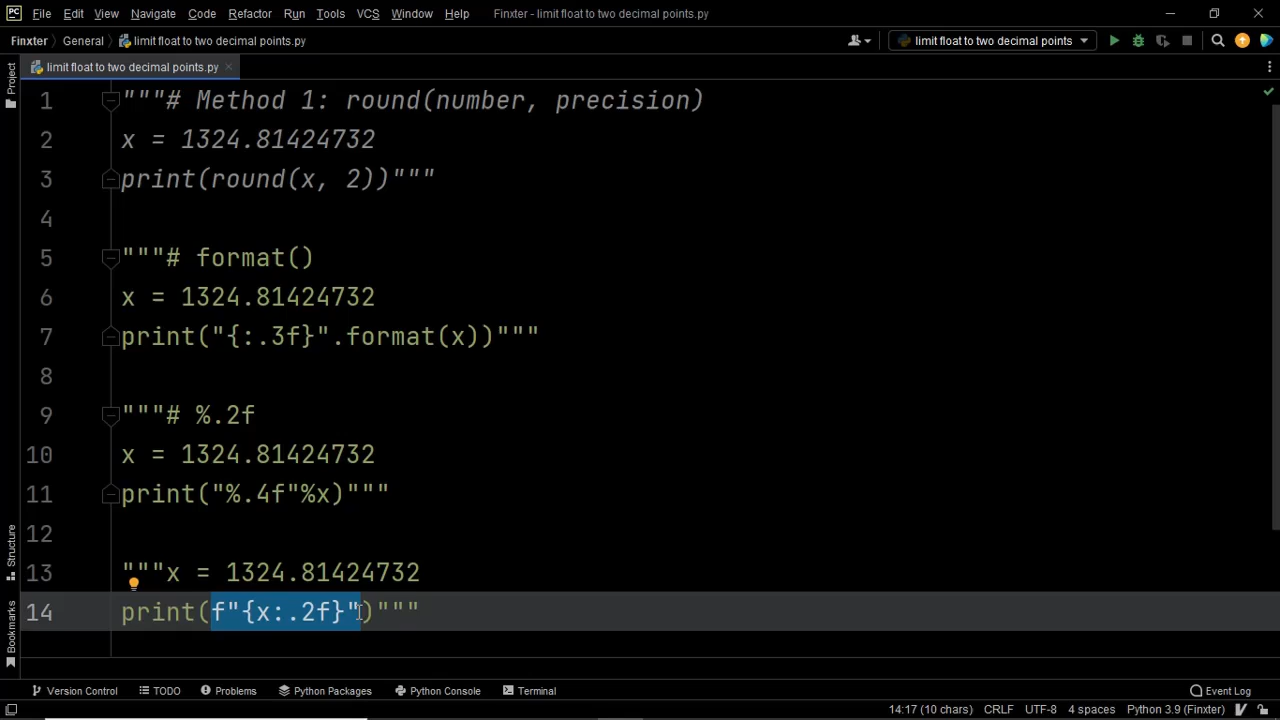 PC File Edit View Navigate Code Refactor Run Tools VCS Window Help Finxter - limit float to two decimal points.py
Finxter General limit float to two decimal points.py limit float to two decimal points
Project limit float to two decimal points.py
1 """# Method 1: round(number, precision)
2 x = 1324.81424732
3 print(round(x, 2))"""
4
5 """# format()
6 x = 1324.81424732
7 print("{:.3f}".format(x))"""
8
9 """# %.2f
10 x = 1324.81424732
11 print("%.4f"%x)"""
12
Structure
13 """x = 1324.81424732
14 print(f"{x:.2f}")"""
Bookmarks
Version Control TODO Problems Python Packages Python Console Terminal Event Log
14:17 (10 chars) CRLF UTF-8 4 spaces Python 3.9 (Finxter)